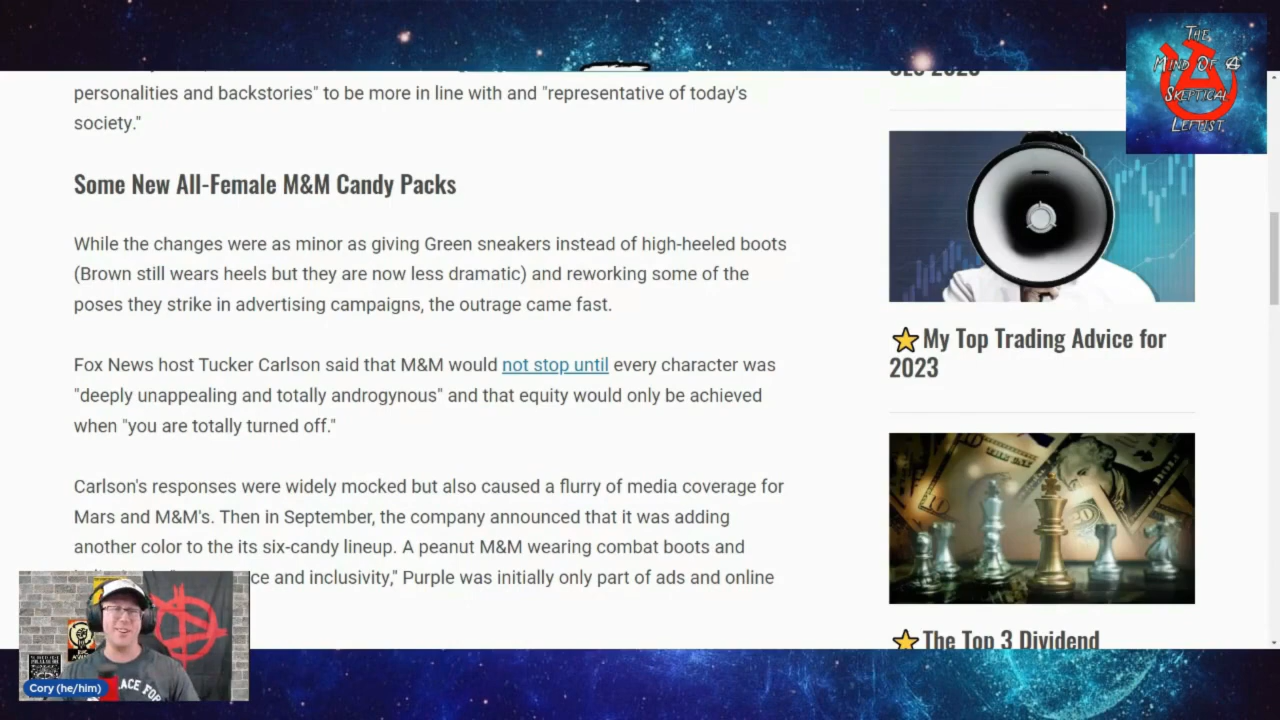 personalities and backstories" to be more in line with and "representative of today's
society."
Some New All-Female M&M Candy Packs
While the changes were as minor as giving Green sneakers instead of high-heeled boots
(Brown still wears heels but they are now less dramatic) and reworking some of the
poses they strike in advertising campaigns, the outrage came fast.
Fox News host Tucker Carlson said that M&M would not stop until every character was
"deeply unappealing and totally androgynous" and that equity would only be achieved
when "you are totally turned off."
Carlson's responses were widely mocked but also caused a flurry of media coverage for
Mars and M&M's. Then in September, the company announced that it was adding
another color to the its six-candy lineup. A peanut M&M wearing combat boots and
and inclusivity," Purple was initially only part of ads and online
Cory (he/him)
The
Mind Of A
Skeptical
Leftist
My Top Trading Advice for
2023
The Top 3 Dividend